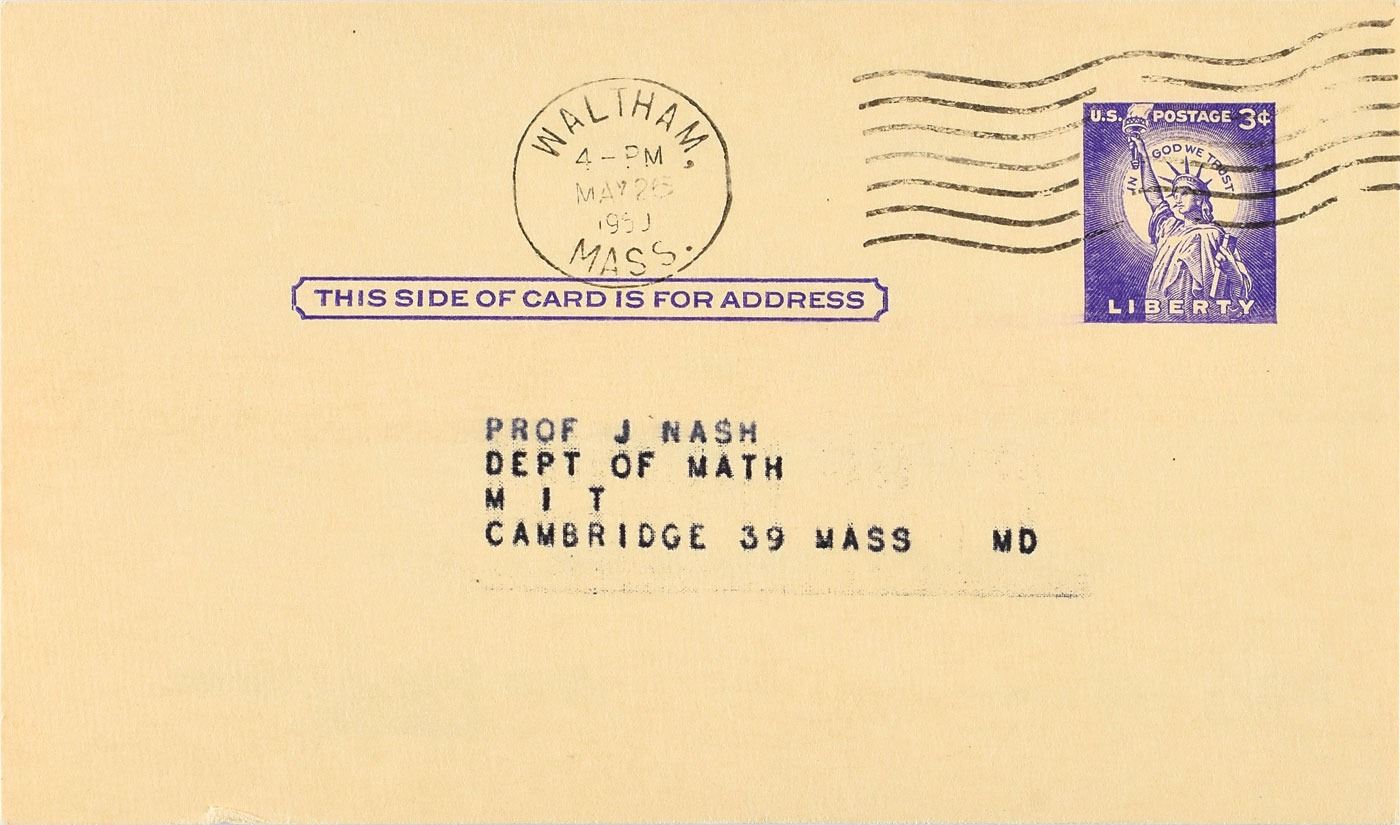 WALTHAM,
4-PM
MAY 26
MASS.
U.S. POSTAGE 3¢
IN GOD WE TRUST
LIBERTY
THIS SIDE OF CARD IS FOR ADDRESS
PROF J NASH
DEPT OF MATH
M I T
CAMBRIDGE 39 MASS MD